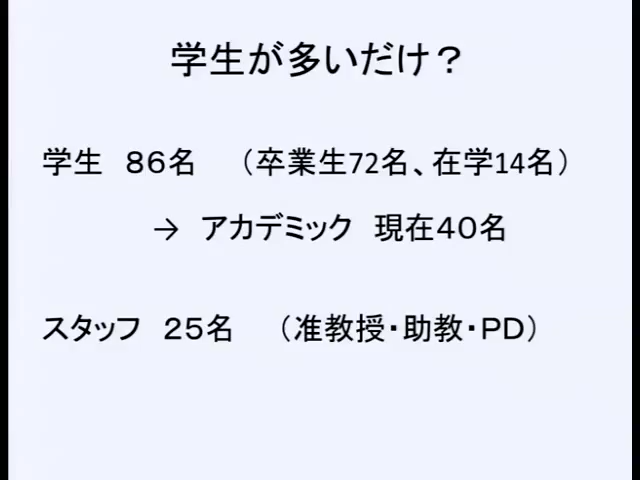 学生が多いだけ？
学生　８６名　（卒業生72名、在学14名）
→　アカデミック　現在４０名
スタッフ　２５名　（准教授・助教・ＰＤ）